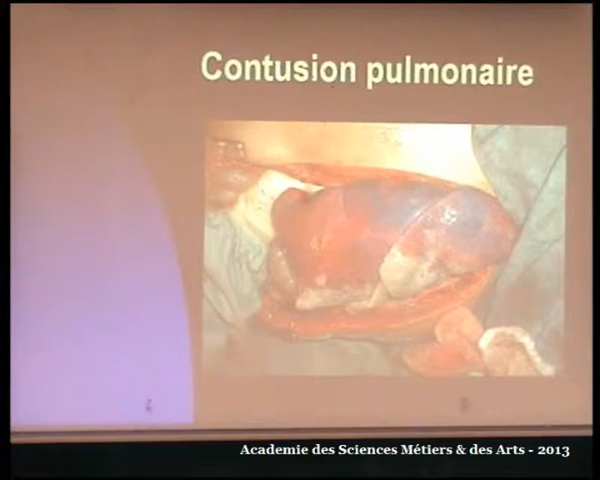 Contusion pulmonaire
Academie des Sciences Métiers & des Arts - 2013